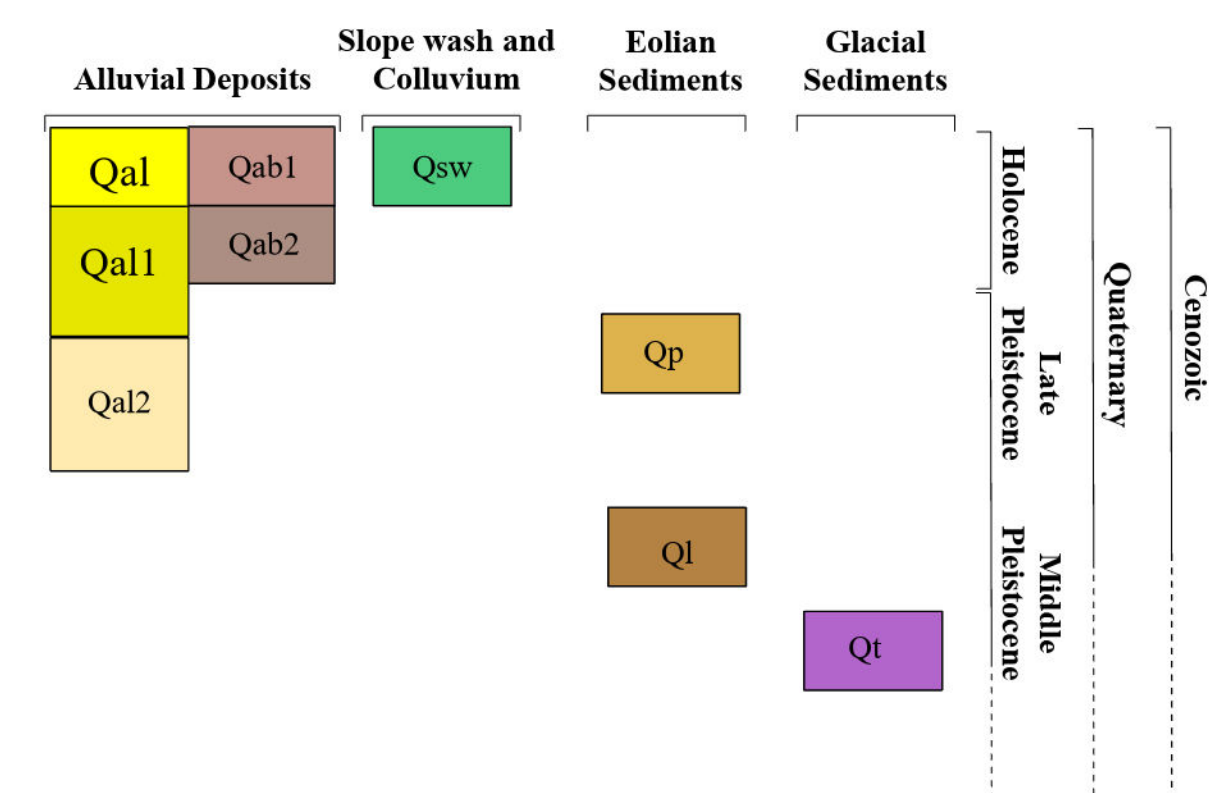 Alluvial Deposits
Slope wash and
Colluvium
Eolian
Sediments
Glacial
Sediments
Qal
Qab1
Qsw
Qal1
Qab2
Qp
Qal2
Ql
Qt
Holocene
Late
Pleistocene
Middle
Pleistocene
Quaternary
Cenozoic